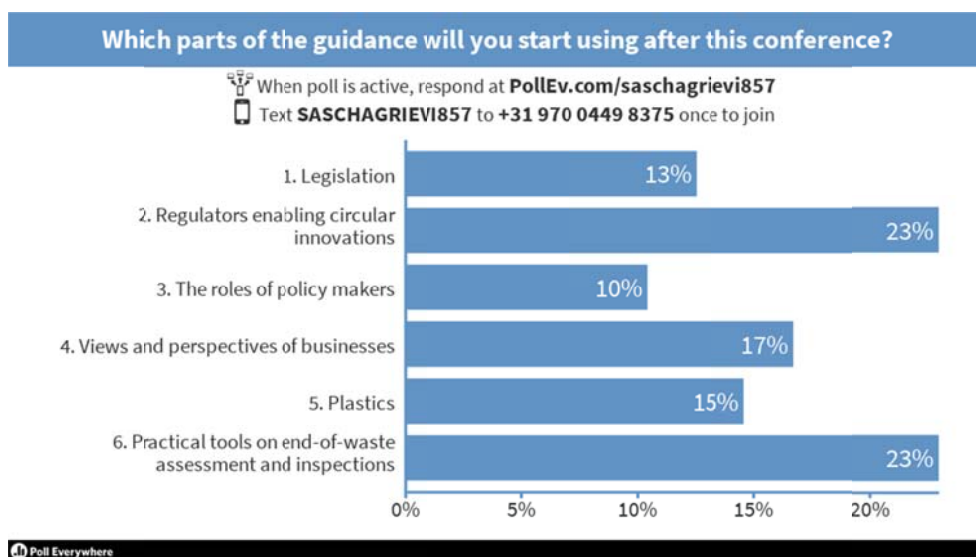 Which parts of the guidance will you start using after this conference?
When poll is active, respond at PollEv.com/saschagrievi857
Text SASCHAGRIEVI857 to +31 970 0449 8375 once to join
1. Legislation
13%
2. Regulators enabling circular
innovations
23%
3. The roles of policy makers
10%
4. Views and perspectives of businesses
17%
5. Plastics
15%
6. Practical tools on end-of-waste
assessment and inspections
23%
0% 5% 10% 15% 20%
Poll Everywhere